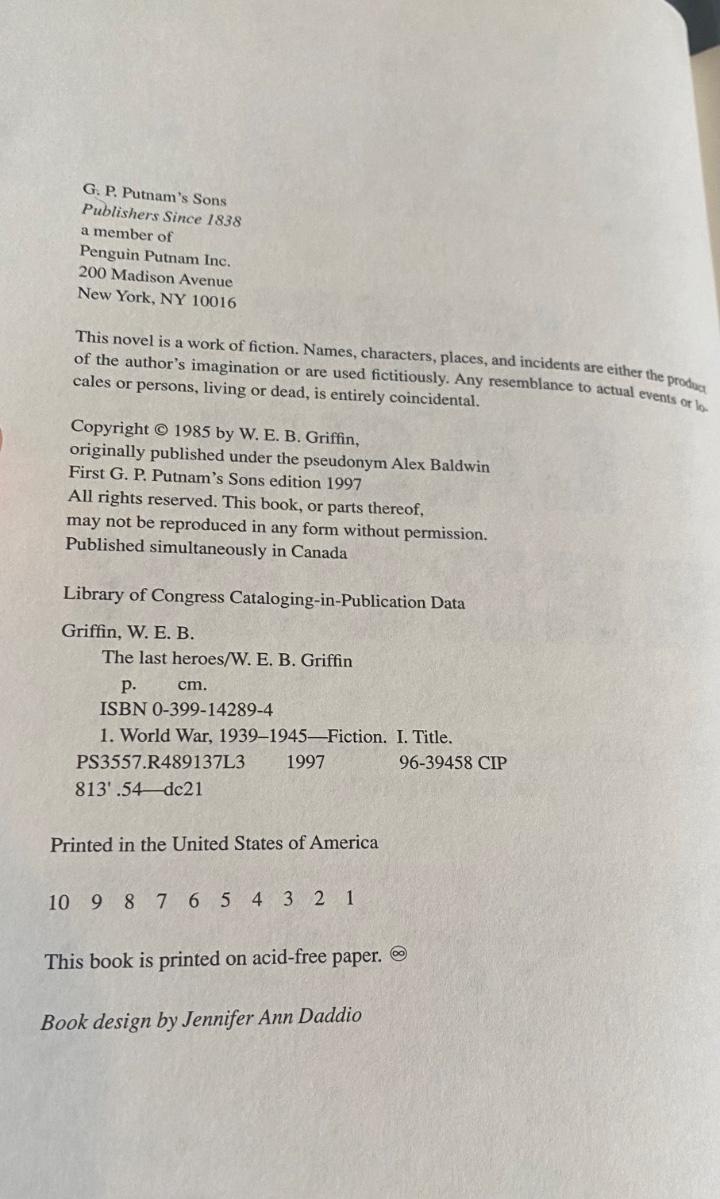 G. P. Putnam's Sons
Publishers Since 1838
a member of
Penguin Putnam Inc.
200 Madison Avenue
New York, NY 10016
This novel is a work of fiction. Names, characters, places, and incidents are either the product
of the author's imagination or are used fictitiously. Any resemblance to actual events or lo-
cales or persons, living or dead, is entirely coincidental.
Copyright © 1985 by W. E. B. Griffin,
originally published under the pseudonym Alex Baldwin
First G. P. Putnam's Sons edition 1997
All rights reserved. This book, or parts thereof,
may not be reproduced in any form without permission.
Published simultaneously in Canada
Library of Congress Cataloging-in-Publication Data
Griffin, W. E. B.
The last heroes/W. E. B. Griffin
p. cm.
ISBN 0-399-14289-4
1. World War, 1939–1945—Fiction. I. Title.
PS3557.R489137L3 1997 96-39458 CIP
813' .54—dc21
Printed in the United States of America
10 9 8 7 6 5 4 3 2 1
This book is printed on acid-free paper. ♾
Book design by Jennifer Ann Daddio